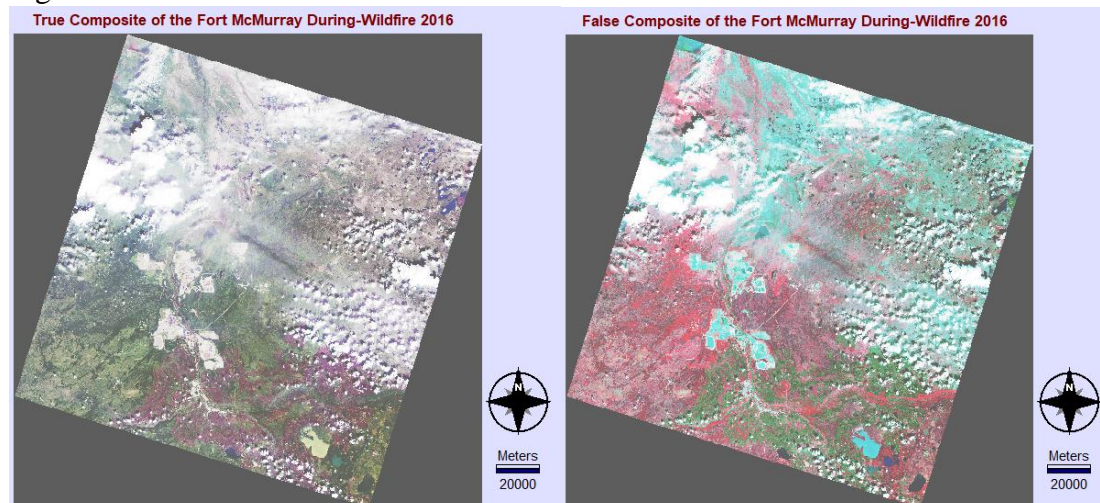 True Composite of the Fort McMurray During-Wildfire 2016
N
Meters
20000
False Composite of the Fort McMurray During-Wildfire 2016
N
Meters
20000